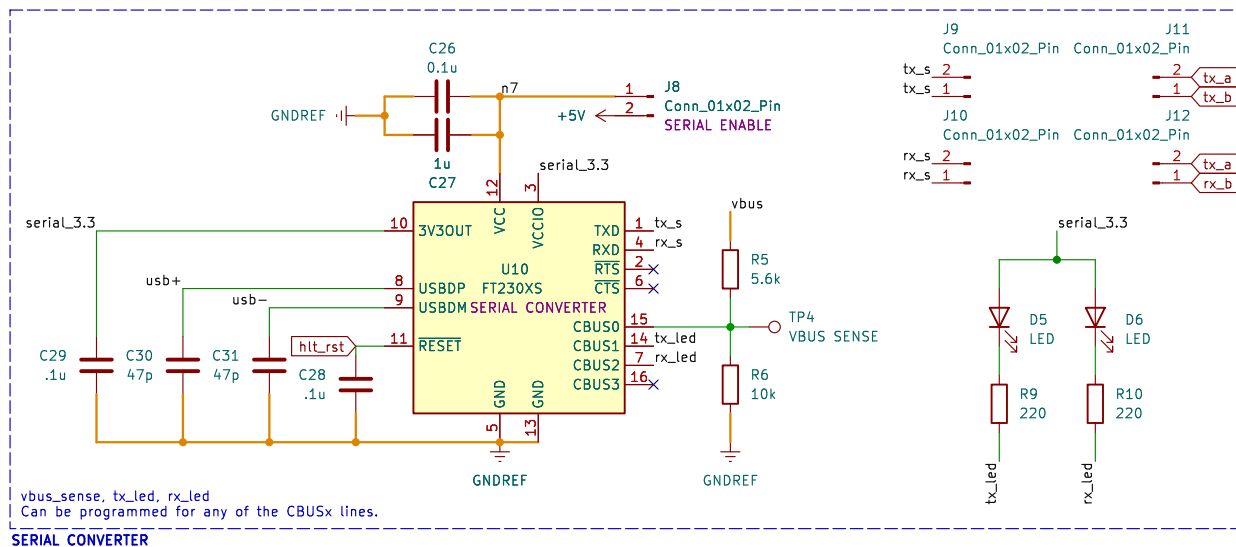 C26
0.1u
GNDREF
1u
C27
n7
1
2
+5V
J8
Conn_01x02_Pin
SERIAL ENABLE
J9
Conn_01x02_Pin
tx_s 2
tx_s 1
J10
Conn_01x02_Pin
rx_s 2
rx_s 1
J11
Conn_01x02_Pin
2 tx_a
1 tx_b
J12
Conn_01x02_Pin
2 tx_a
1 rx_b
serial_3.3
12
3
serial_3.3
VCC
VCCIO
10 3V3OUT
usb+
8 USBDP
usb-
9 USBDM
hlt_rst
11 RESET
U10
FT230XS
SERIAL CONVERTER
TXD 1 tx_s
RXD 4 rx_s
RTS 2
CTS 6
CBUS0 15
CBUS1 14 tx_led
CBUS2 7 rx_led
CBUS3 16
GND
GND
5
13
GNDREF
C29
.1u
C30
47p
C31
47p
C28
.1u
vbus
R5
5.6k
TP4
VBUS SENSE
R6
10k
GNDREF
serial_3.3
D5
LED
D6
LED
R9
220
R10
220
tx_led
rx_led
vbus_sense, tx_led, rx_led
Can be programmed for any of the CBUSx lines.
SERIAL CONVERTER